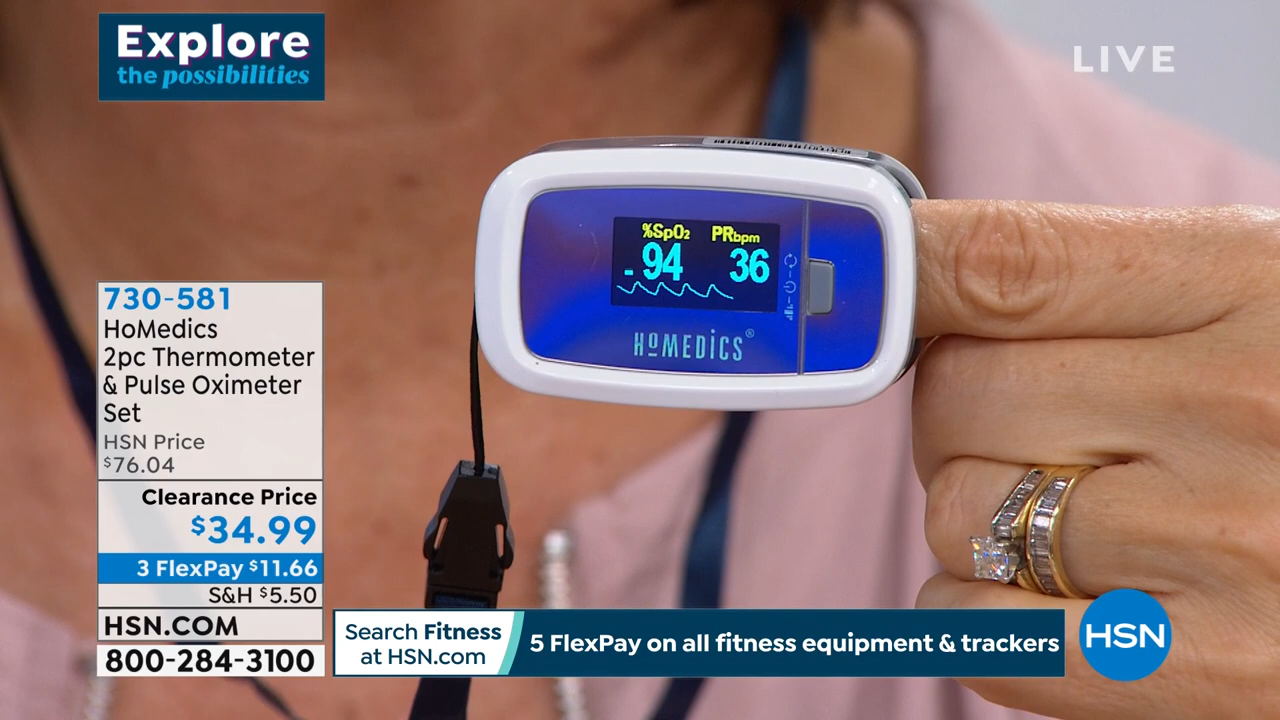 Explore
the possibilities
LIVE
%SpO₂ PRbpm
94 36
HoMEDiCS®
730-581
HoMedics
2pc Thermometer
& Pulse Oximeter
Set
HSN Price
$76.04
Clearance Price
$34.99
3 FlexPay $11.66
S&H $5.50
HSN.COM
800-284-3100
Search Fitness
at HSN.com
5 FlexPay on all fitness equipment & trackers
HSN